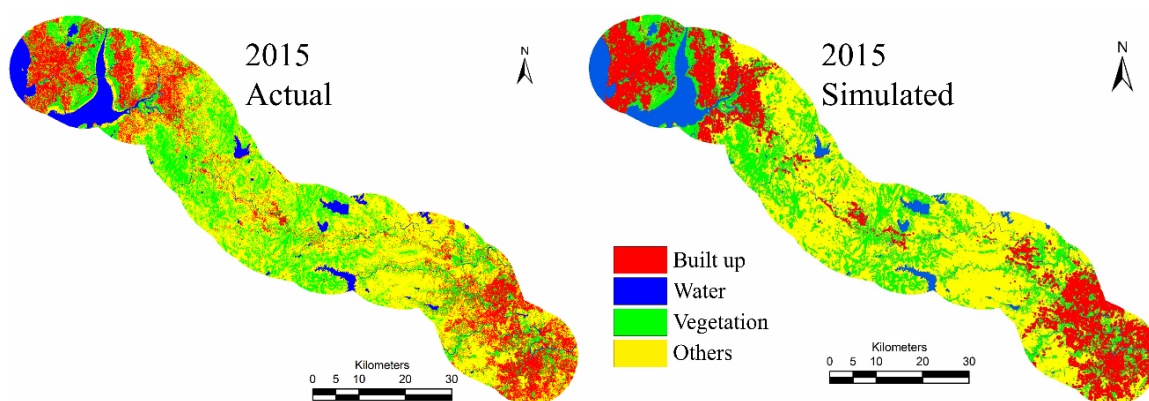 2015
Actual
N
Kilometers
0 5 10 20 30
2015
Simulated
N
Built up
Water
Vegetation
Others
Kilometers
0 5 10 20 30